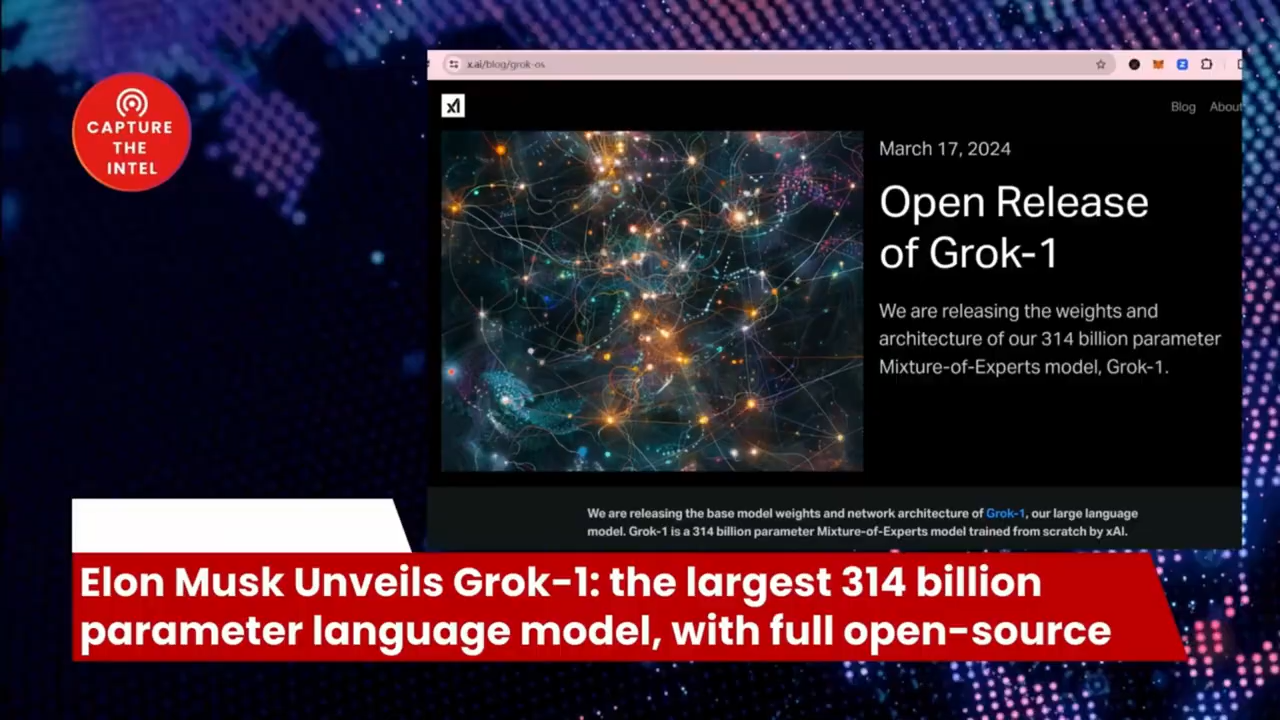 CAPTURE
THE
INTEL
x.ai/blog/grok-os
xI
Blog About
March 17, 2024
Open Release
of Grok-1
We are releasing the weights and
architecture of our 314 billion parameter
Mixture-of-Experts model, Grok-1.
We are releasing the base model weights and network architecture of Grok-1, our large language
model. Grok-1 is a 314 billion parameter Mixture-of-Experts model trained from scratch by xAI.
Elon Musk Unveils Grok-1: the largest 314 billion
parameter language model, with full open-source